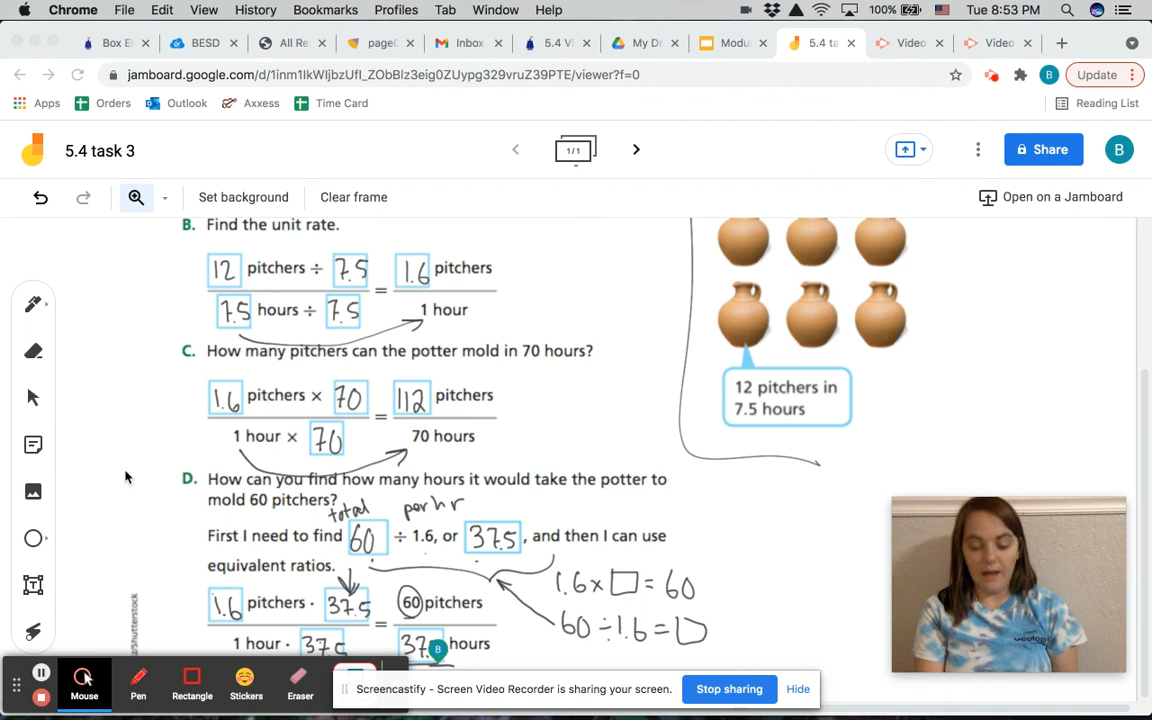 Chrome File Edit View History Bookmarks Profiles Tab Window Help 100% Tue 8:53 PM
Box El BESD All Re page Inbox 5.4 Vi My Dr Modul 5.4 ta Video Video
jamboard.google.com/d/1inm1IkWIjbzUfI_ZObBlz3eig0ZUypg329vruZ39PTE/viewer?f=0 B Update
Apps Orders Outlook Axxess Time Card Reading List
5.4 task 3 1/1 Share B
Set background Clear frame Open on a Jamboard
B. Find the unit rate.
12 pitchers ÷ 7.5 = 1.6 pitchers
7.5 hours ÷ 7.5 1 hour
C. How many pitchers can the potter mold in 70 hours?
1.6 pitchers × 70 = 112 pitchers
1 hour × 70 70 hours
12 pitchers in
7.5 hours
D. How can you find how many hours it would take the potter to
mold 60 pitchers?
total per hr
First I need to find 60 ÷ 1.6, or 37.5, and then I can use
equivalent ratios.
1.6 x □ = 60
60 ÷ 1.6 = □
1.6 pitchers · 37.5 = 60 pitchers
1 hour · 37.5 37. B hours
/Shutterstock
Mouse Pen Rectangle Stickers Eraser
Screencastify - Screen Video Recorder is sharing your screen. Stop sharing Hide